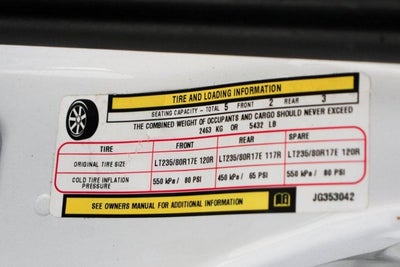 TIRE AND LOADING INFORMATION
SEATING CAPACITY - TOTAL 5 FRONT 2 REAR 3
THE COMBINED WEIGHT OF OCCUPANTS AND CARGO SHOULD NEVER EXCEED
2463 KG OR 5432 LB
TIRE FRONT REAR SPARE
ORIGINAL TIRE SIZE LT235/80R17E 120R LT235/80R17E 117R LT235/80R17E 120R
COLD TIRE INFLATION PRESSURE 550 kPa / 80 PSI 450 kPa / 65 PSI 550 kPa / 80 PSI
SEE OWNERS MANUAL FOR ADDITIONAL INFORMATION JG353042